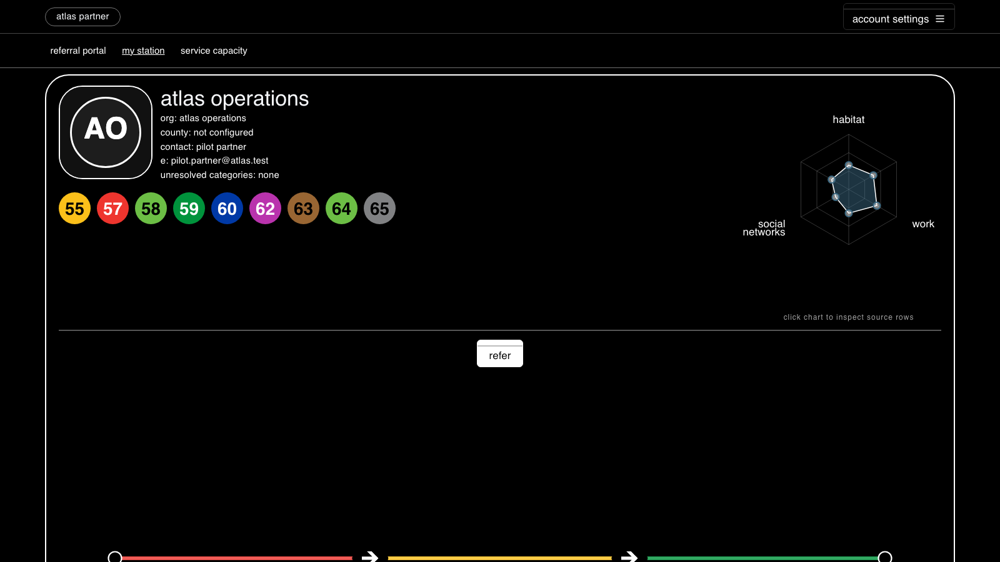 atlas partner
account settings
referral portal
my station
service capacity
AO
atlas operations
org: atlas operations
county: not configured
contact: pilot partner
e: pilot.partner@atlas.test
unresolved categories: none
55 57 58 59 60 62 63 64 65
habitat
work
social
networks
click chart to inspect source rows
refer